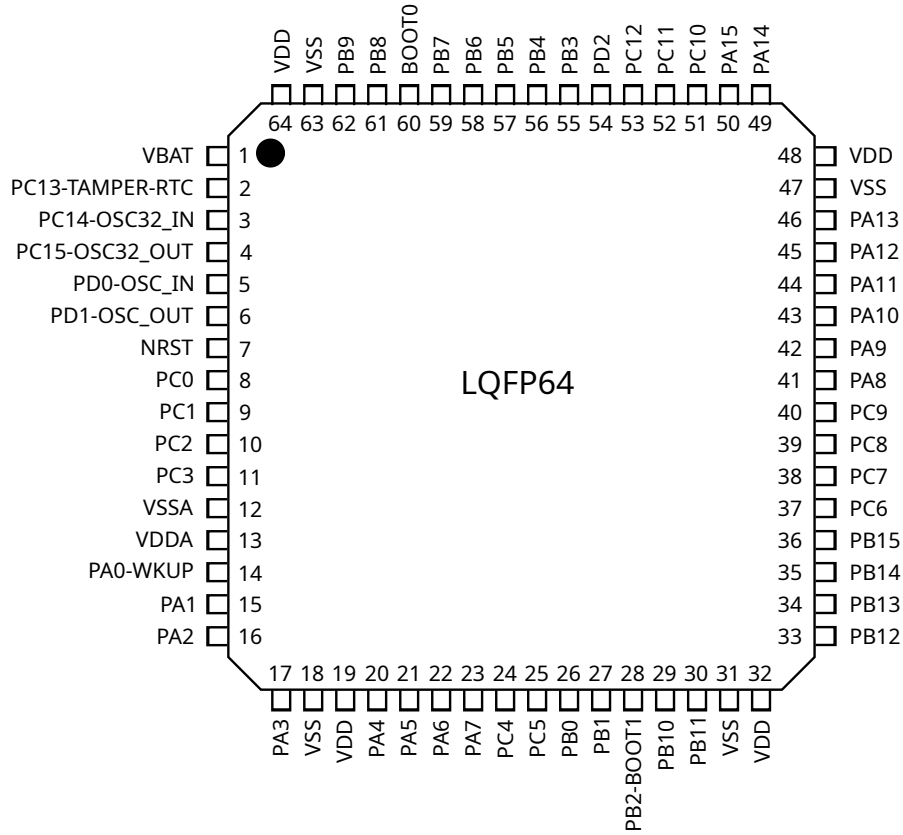 VDD VSS PB9 PB8 BOOT0 PB7 PB6 PB5 PB4 PB3 PD2 PC12 PC11 PC10 PA15 PA14
64 63 62 61 60 59 58 57 56 55 54 53 52 51 50 49
VBAT 1 48 VDD
PC13-TAMPER-RTC 2 47 VSS
PC14-OSC32_IN 3 46 PA13
PC15-OSC32_OUT 4 45 PA12
PD0-OSC_IN 5 44 PA11
PD1-OSC_OUT 6 43 PA10
NRST 7 42 PA9
PC0 8 41 PA8
LQFP64
PC1 9 40 PC9
PC2 10 39 PC8
PC3 11 38 PC7
VSSA 12 37 PC6
VDDA 13 36 PB15
PA0-WKUP 14 35 PB14
PA1 15 34 PB13
PA2 16 33 PB12
17 18 19 20 21 22 23 24 25 26 27 28 29 30 31 32
PA3 VSS VDD PA4 PA5 PA6 PA7 PC4 PC5 PB0 PB1 PB2-BOOT1 PB10 PB11 VSS VDD